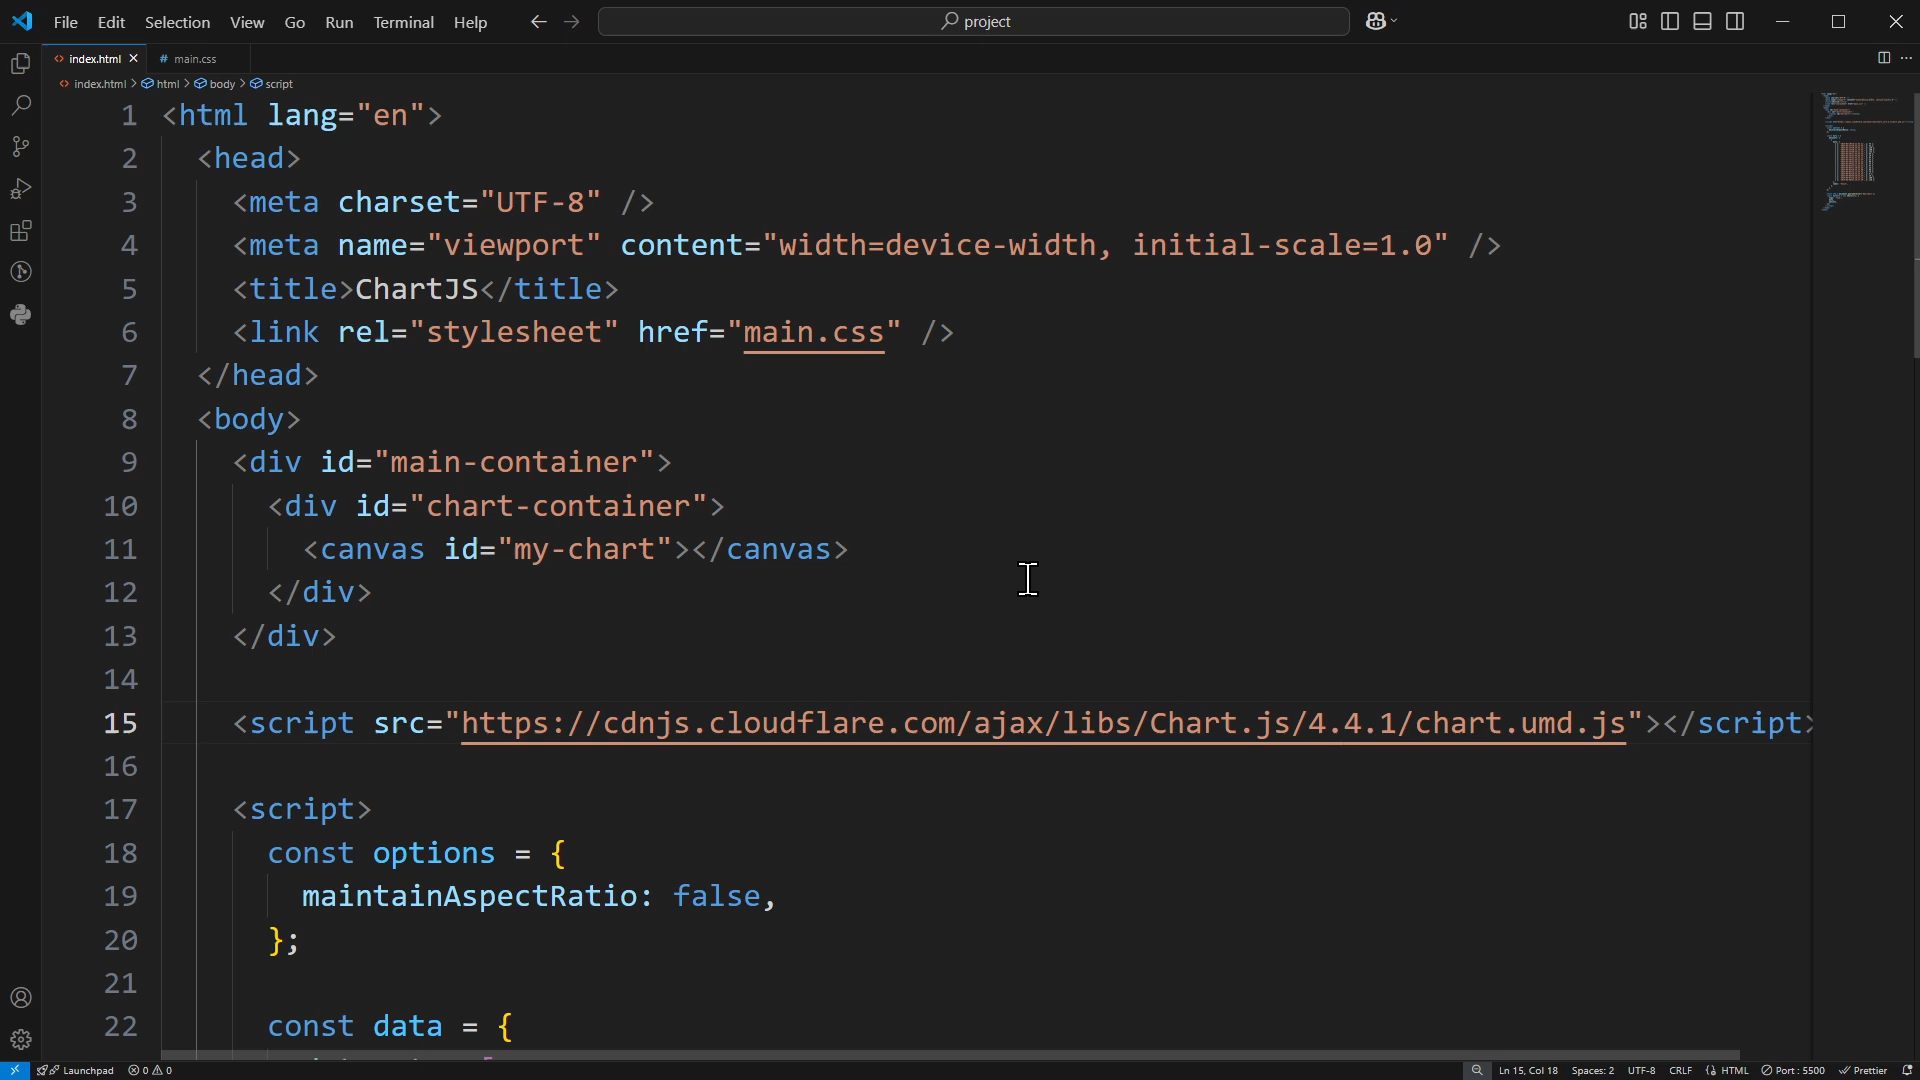 File Edit Selection View Go Run Terminal Help project
index.html main.css
index.html > html > body > script
1 <html lang="en">
2 <head>
3 <meta charset="UTF-8" />
4 <meta name="viewport" content="width=device-width, initial-scale=1.0" />
5 <title>ChartJS</title>
6 <link rel="stylesheet" href="main.css" />
7 </head>
8 <body>
9 <div id="main-container">
10 <div id="chart-container">
11 <canvas id="my-chart"></canvas>
12 </div>
13 </div>
14
15 <script src="https://cdnjs.cloudflare.com/ajax/libs/Chart.js/4.4.1/chart.umd.js"></script>
16
17 <script>
18 const options = {
19 maintainAspectRatio: false,
20 };
21
22 const data = {
Launchpad 0 0 Ln 15, Col 18 Spaces: 2 UTF-8 CRLF {} HTML Port : 5500 Prettier